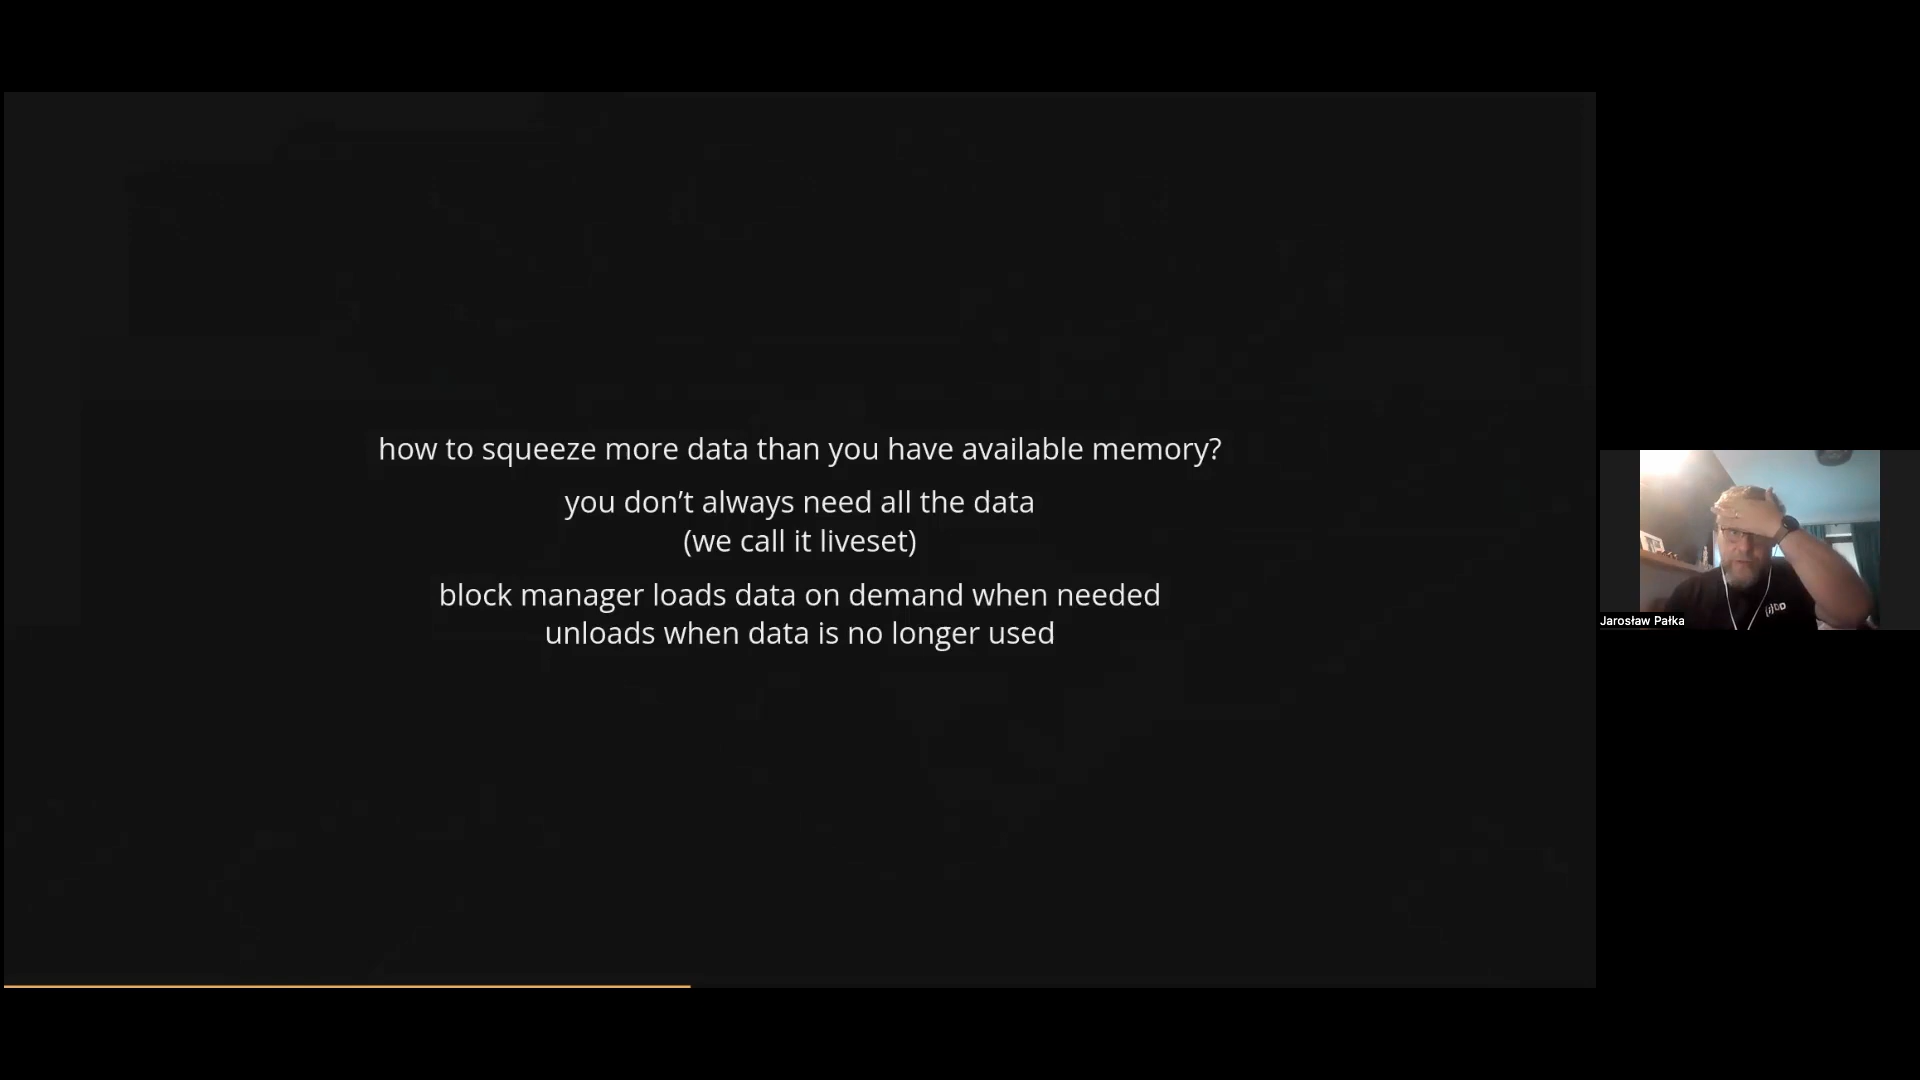 how to squeeze more data than you have available memory?
you don’t always need all the data
(we call it liveset)
block manager loads data on demand when needed
unloads when data is no longer used
Jarosław Pałka